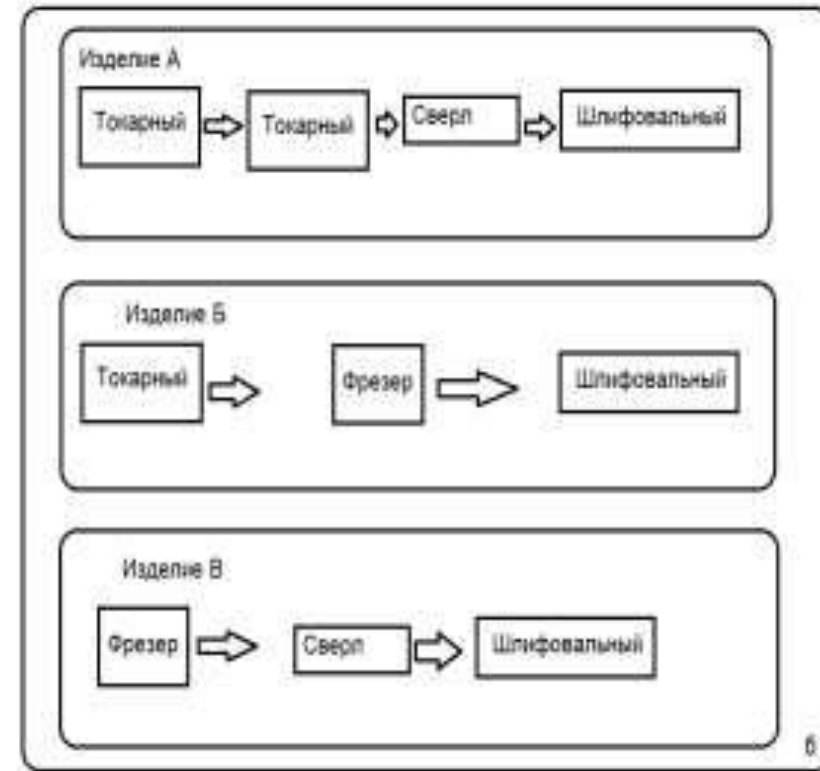 Изделие А
Токарный
Токарный
Сверл
Шлифовальный
Изделие Б
Токарный
Фрезер
Шлифовальный
Изделие В
Фрезер
Сверл
Шлифовальный
б